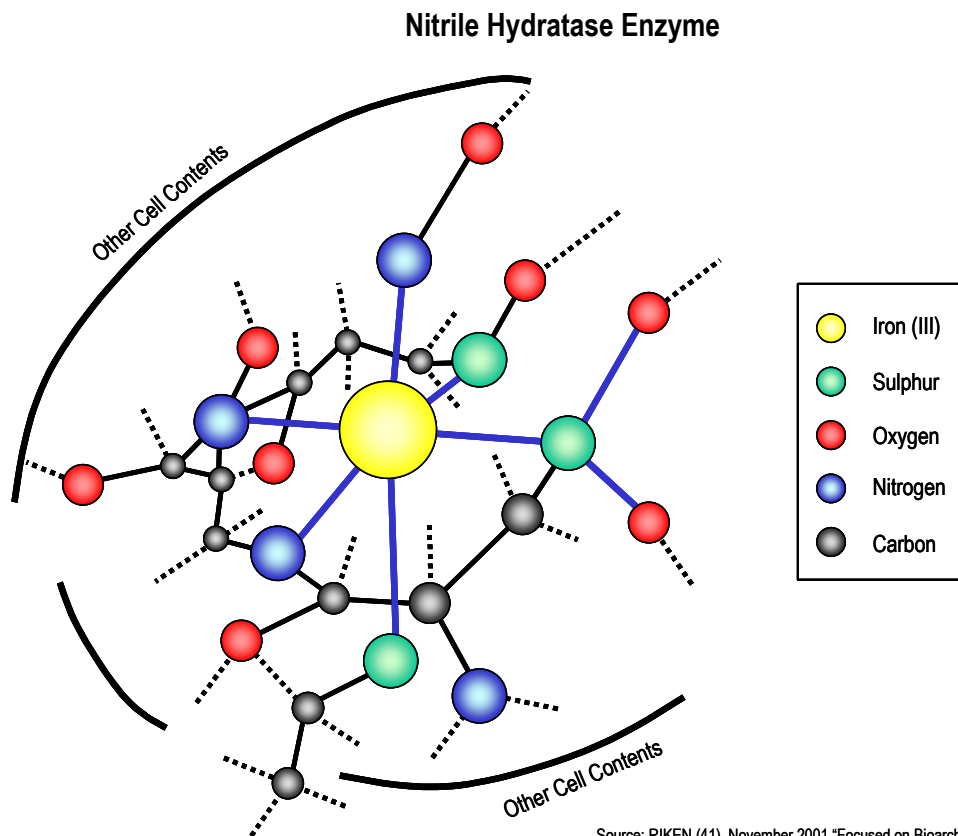 Nitrile Hydratase Enzyme
Other Cell Contents
Iron (III)
Sulphur
Oxygen
Nitrogen
Carbon
Other Cell Contents
Source: RIKEN (41), November 2001 "Focused on